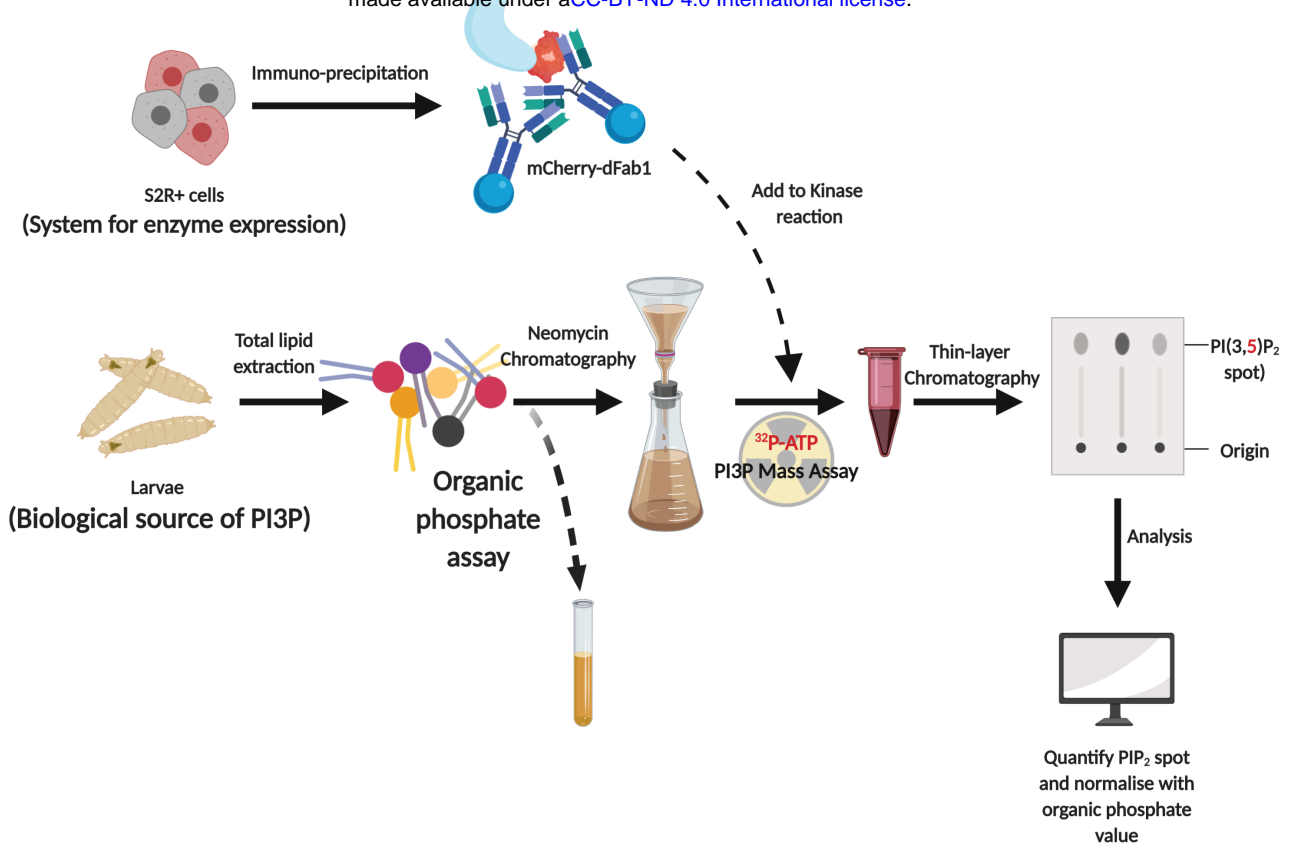 made available under aCC-BY-ND 4.0 International license.
Immuno-precipitation
mCherry-dFab1
S2R+ cells
(System for enzyme expression)
Add to Kinase
reaction
Total lipid
extraction
Neomycin
Chromatography
Thin-layer
Chromatography
PI(3,5)P₂
spot)
³²P-ATP
PI3P Mass Assay
Origin
Larvae
(Biological source of PI3P)
Organic
phosphate
assay
Analysis
Quantify PIP₂ spot
and normalise with
organic phosphate
value